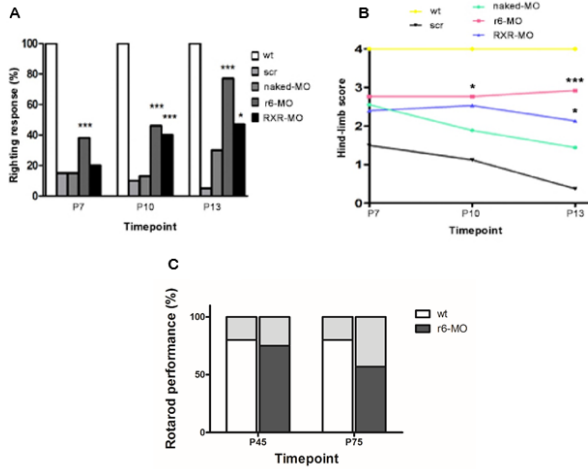 A
wt
scr
naked-MO
r6-MO
RXR-MO
Righting response (%)
100
80
60
40
20
0
***
***
***
***
*
P7
P10
P13
Timepoint
B
wt
scr
naked-MO
r6-MO
RXR-MO
Hind-limb score
4
3
2
1
0
*
***
*
P7
P10
P13
Timepoint
C
wt
r6-MO
Rotarod performance (%)
100
50
0
P45
P75
Timepoint